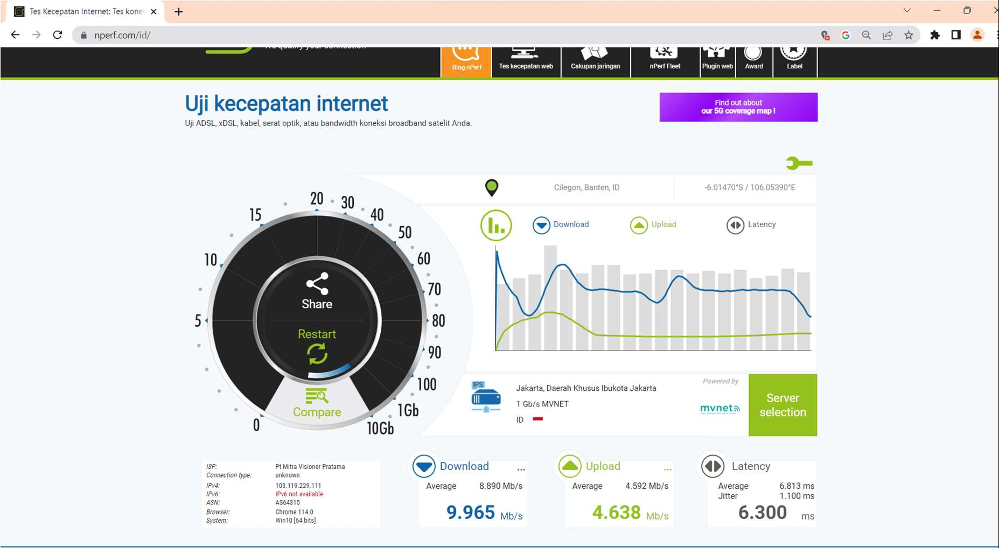 Tes Kecepatan Internet: Tes kone
nperf.com/id/
We qualify your connection
Blog nPerf
Tes kecepatan web
Cakupan jaringan
nPerf Fleet
Plugin web
Award
Label
Uji kecepatan internet
Uji ADSL, xDSL, kabel, serat optik, atau bandwidth koneksi broadband satelit Anda.
Find out about
our 5G coverage map !
Cilegon, Banten, ID
-6.01470°S / 106.05390°E
0
5
10
15
20
30
40
50
60
70
80
90
100
1Gb
10Gb
Share
Restart
Compare
Download
Upload
Latency
IPS
Jakarta, Daerah Khusus Ibukota Jakarta
1 Gb/s MVNET
ID
Powered by
mvnet
Server
selection
ISP: Pt Mitra Visioner Pratama
Connection type: unknown
IPv4: 103.119.229.111
IPv6: IPv6 not available
ASN: AS64315
Browser: Chrome 114.0
System: Win10 [64 bits]
Download ...
Average 8.890 Mb/s
9.965 Mb/s
Upload ...
Average 4.592 Mb/s
4.638 Mb/s
Latency
Average 6.813 ms
Jitter 1.100 ms
6.300 ms